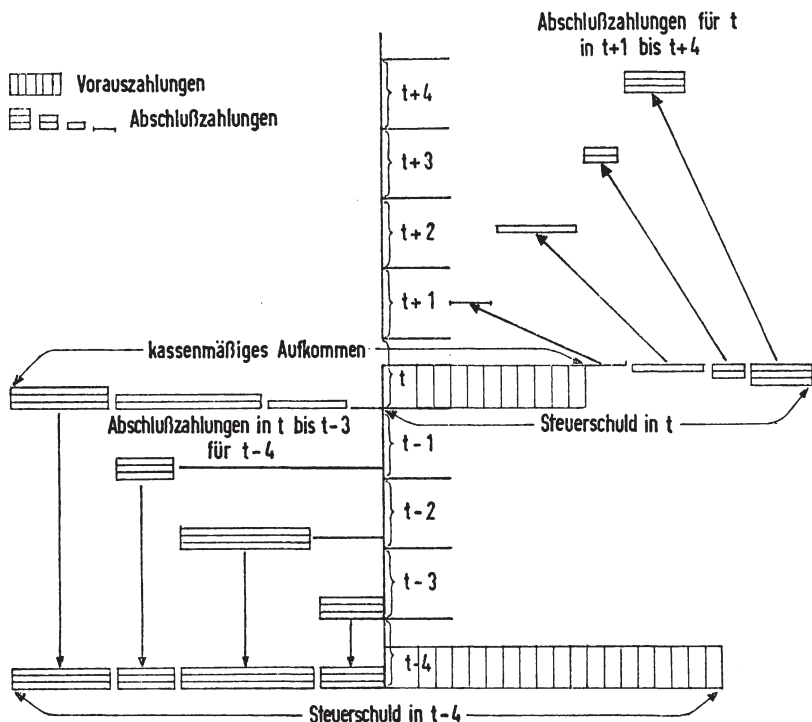 Abschlußzahlungen für t
in t+1 bis t+4
Vorauszahlungen
Abschlußzahlungen
t+4
t+3
t+2
t+1
kassenmäßiges Aufkommen
t
Steuerschuld in t
Abschlußzahlungen in t bis t-3
für t-4
t-1
t-2
t-3
t-4
Steuerschuld in t-4